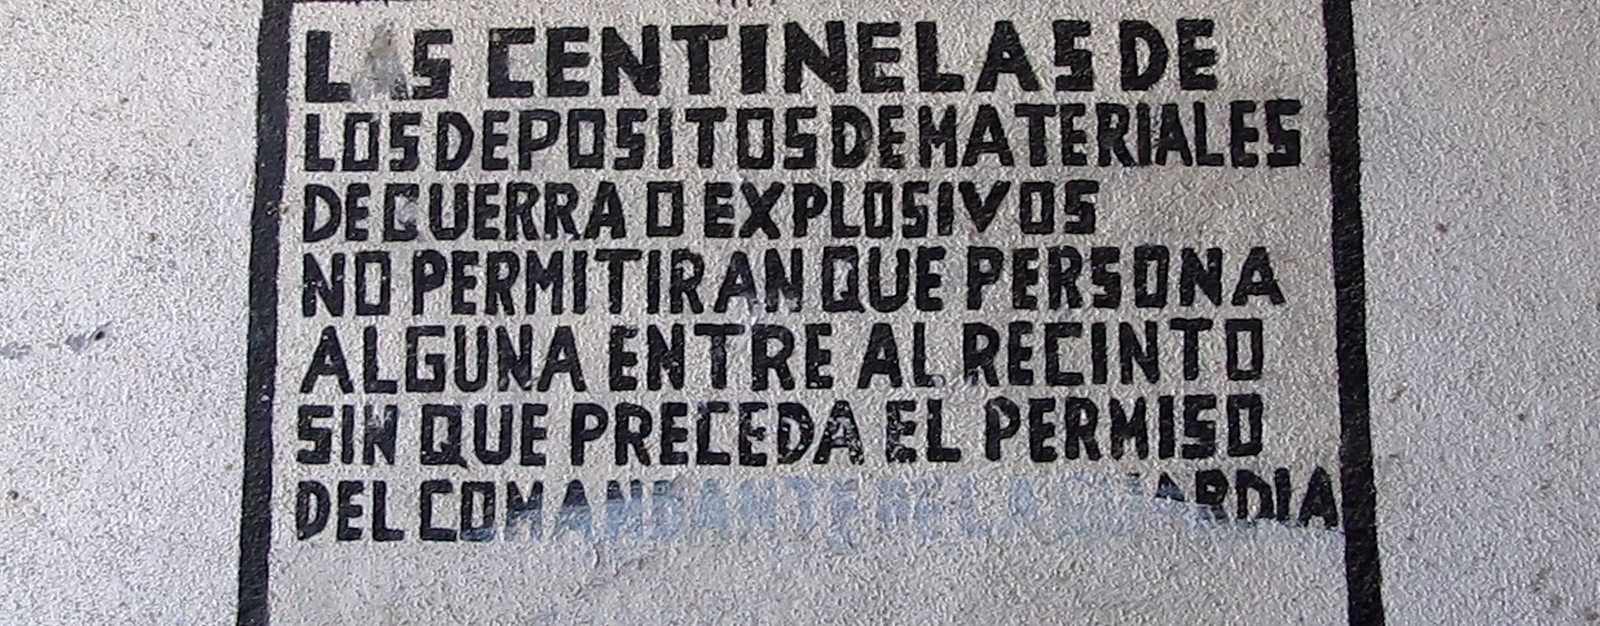 LAS CENTINELAS DE
LOS DEPOSITOS DE MATERIALES
DE GUERRA O EXPLOSIVOS
NO PERMITIRAN QUE PERSONA
ALGUNA ENTRE AL RECINTO
SIN QUE PRECEDA EL PERMISO
DEL COMANDANTE DE LA GUARDIA